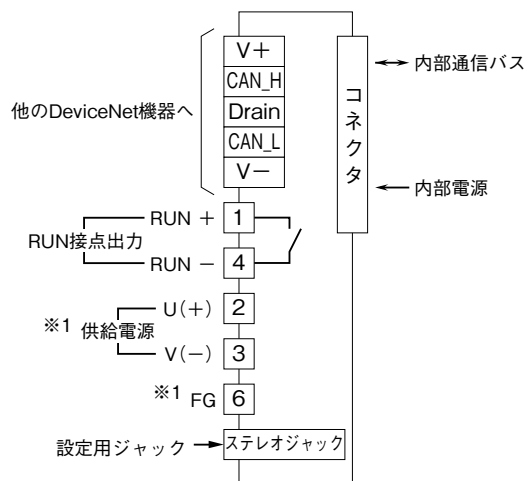 V+
CAN_H
Drain
CAN_L
V−
他のDeviceNet機器へ
コネクタ
内部通信バス
内部電源
RUN + 1
RUN接点出力
RUN − 4
U(+) 2
※1 供給電源
V(−) 3
※1 FG 6
設定用ジャック ステレオジャック